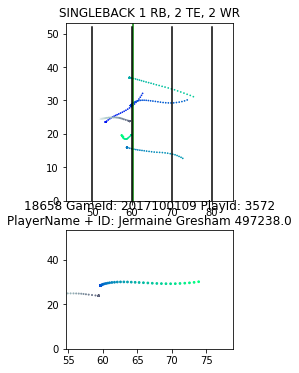 SINGLEBACK 1 RB, 2 TE, 2 WR
50
40
30
20
10
0
50 60 70 80
18658 GameId: 2017100109 PlayId: 3572
PlayerName + ID: Jermaine Gresham 497238.0
40
20
0
55 60 65 70 75